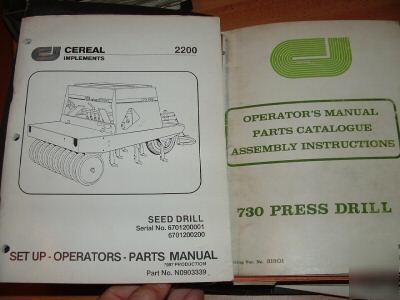 CEREAL
IMPLEMENTS
2200
SEED DRILL
Serial No. 6701200001
6701200200
SET UP - OPERATORS - PARTS MANUAL
1987 PRODUCTION
Part No. N0903339
OPERATOR'S MANUAL
PARTS CATALOGUE
ASSEMBLY INSTRUCTIONS
730 PRESS DRILL